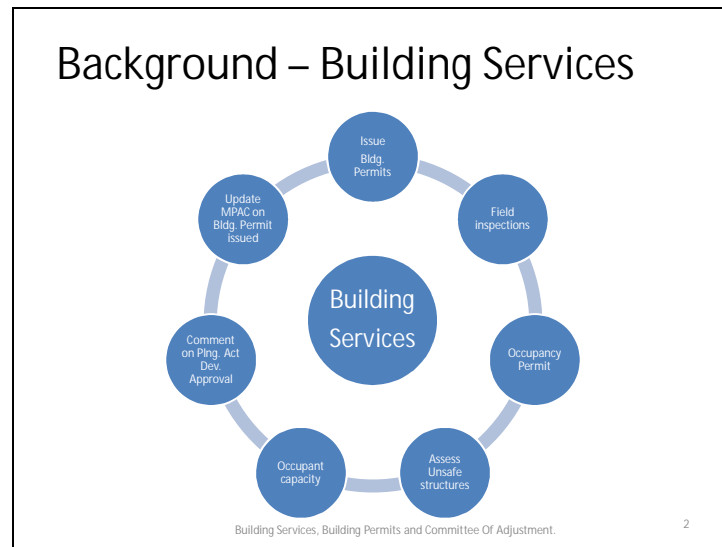 Background – Building Services
Issue
Bldg.
Permits
Field
inspections
Occupancy
Permit
Assess
Unsafe
structures
Occupant
capacity
Comment
on Plng. Act
Dev.
Approval
Update
MPAC on
Bldg. Permit
issued
Building
Services
Building Services, Building Permits and Committee Of Adjustment.
2